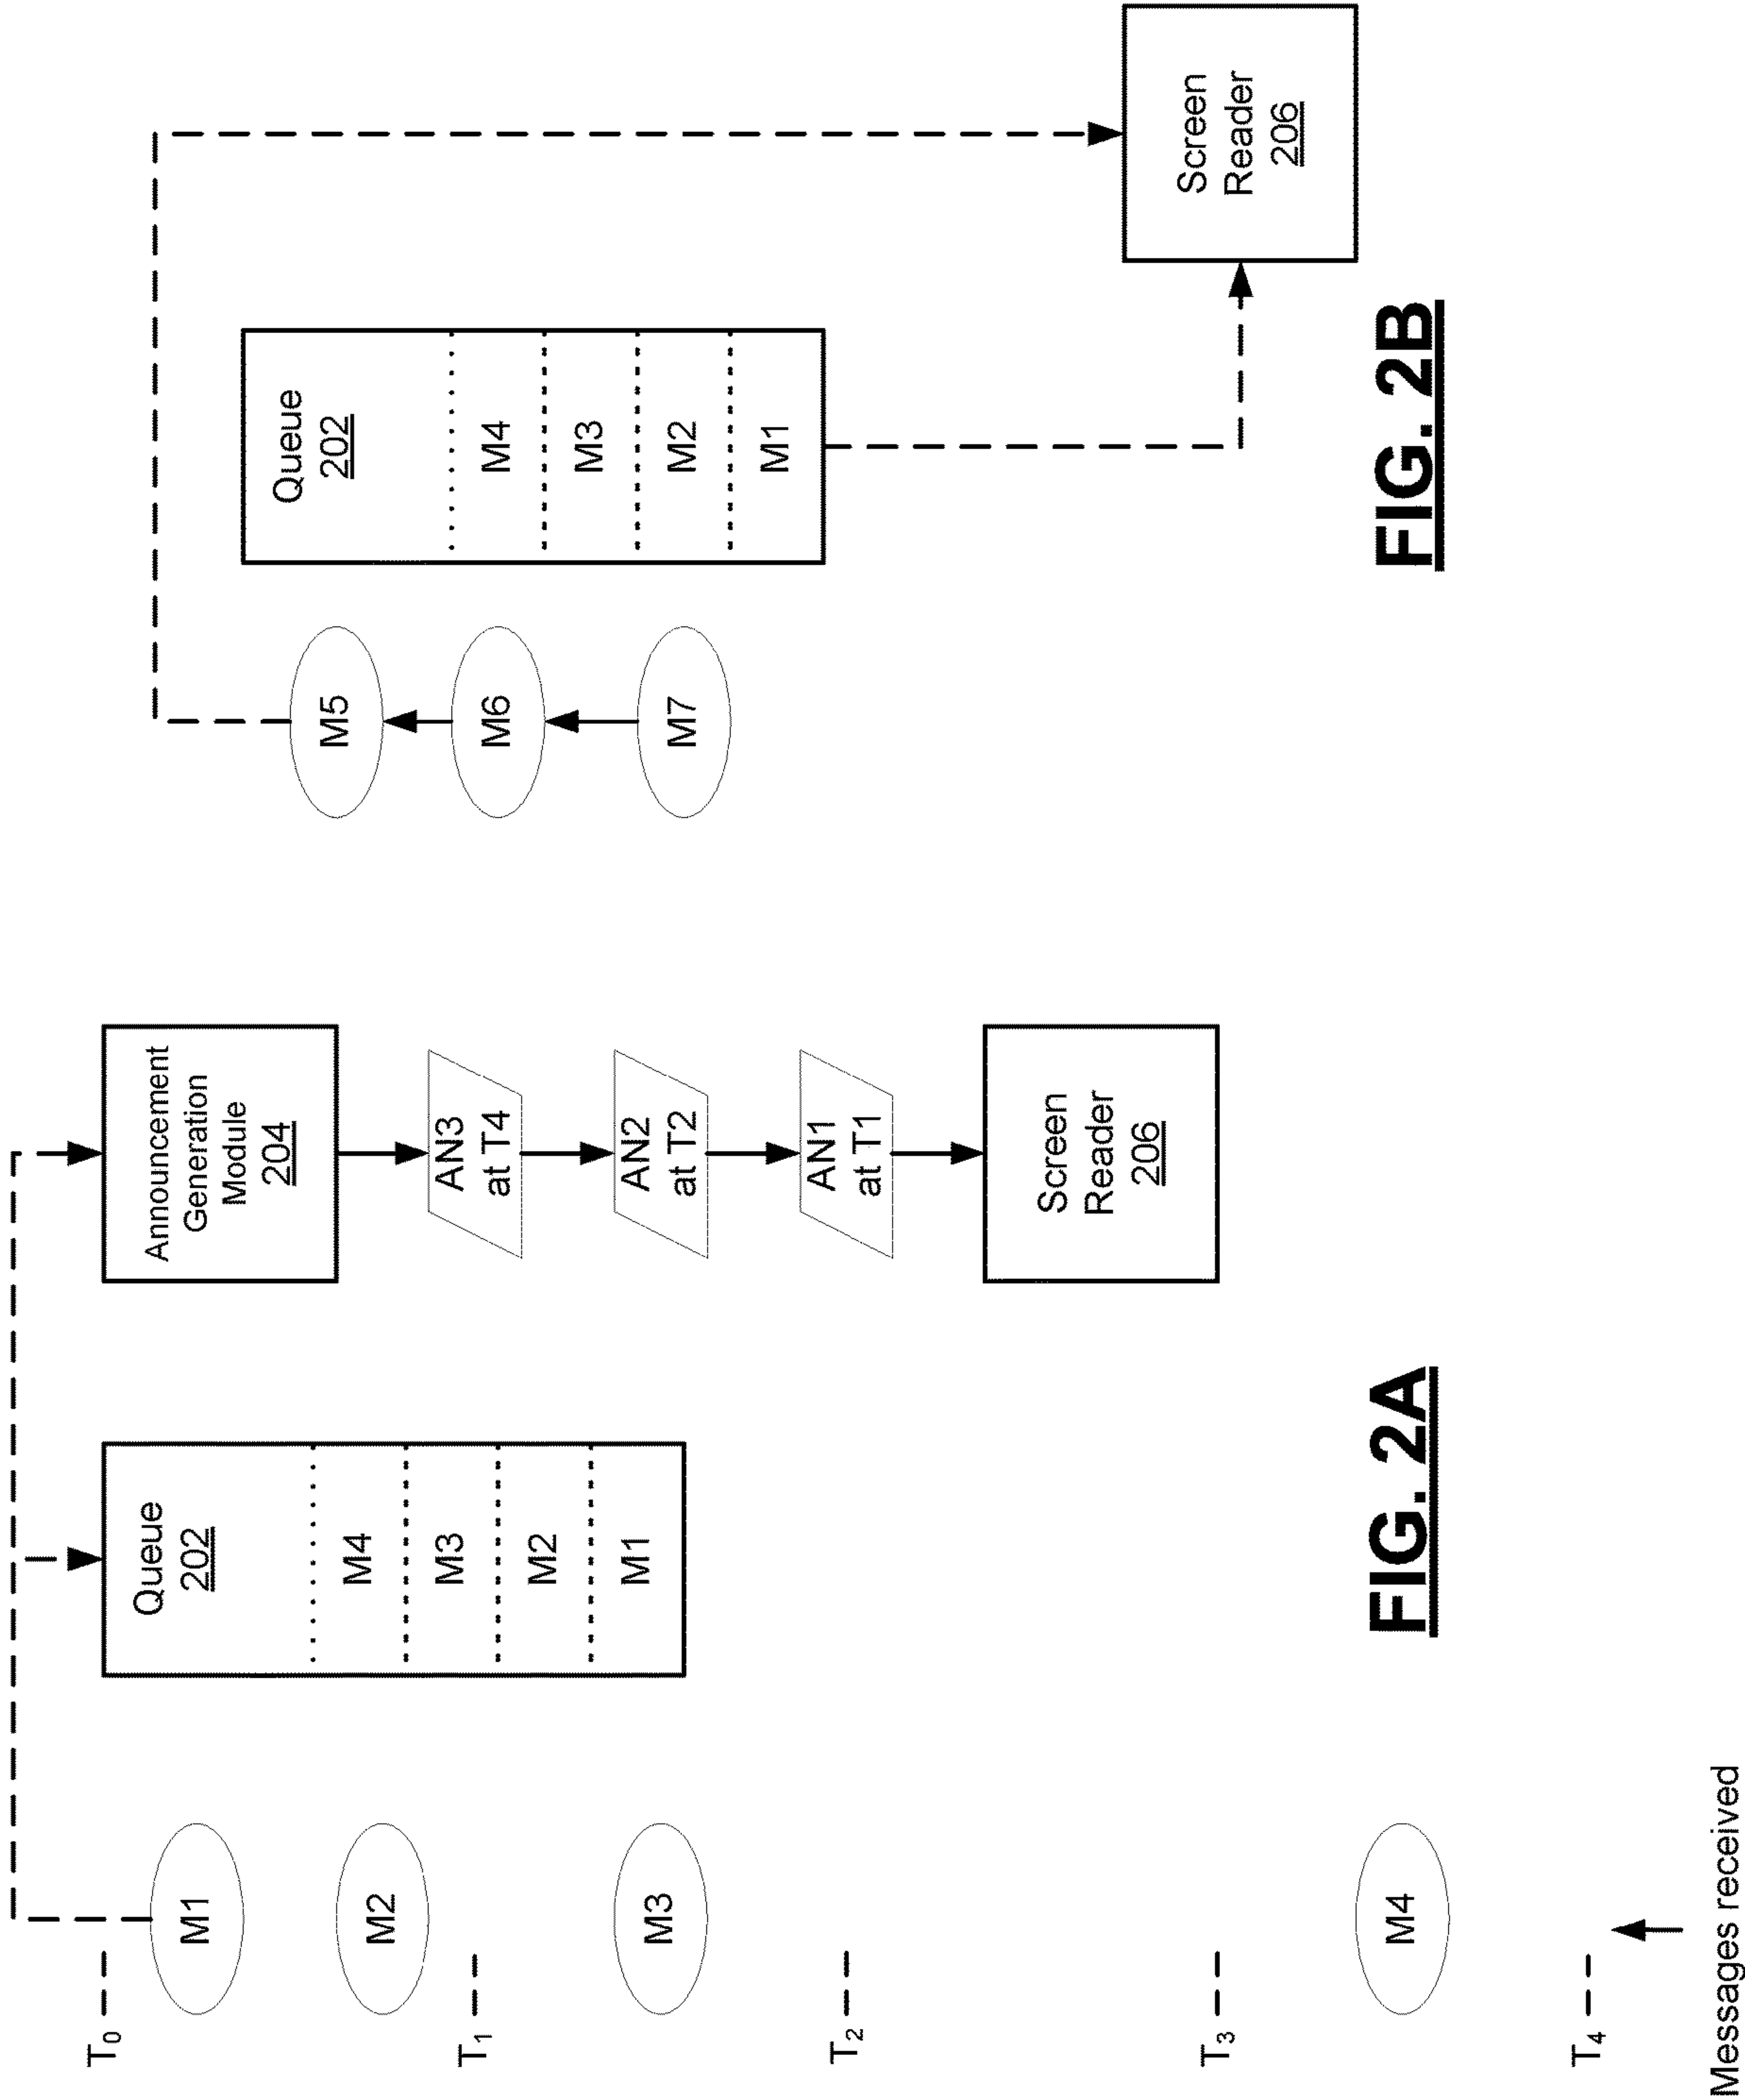 T0
T1
T2
T3
T4
Messages received
M1
M2
M3
M4
Queue
202
M4
M3
M2
M1
Announcement
Generation
Module
204
AN3
at T4
AN2
at T2
AN1
at T1
Screen
Reader
206
FIG. 2A
M5
M6
M7
Queue
202
M4
M3
M2
M1
Screen
Reader
206
FIG. 2B